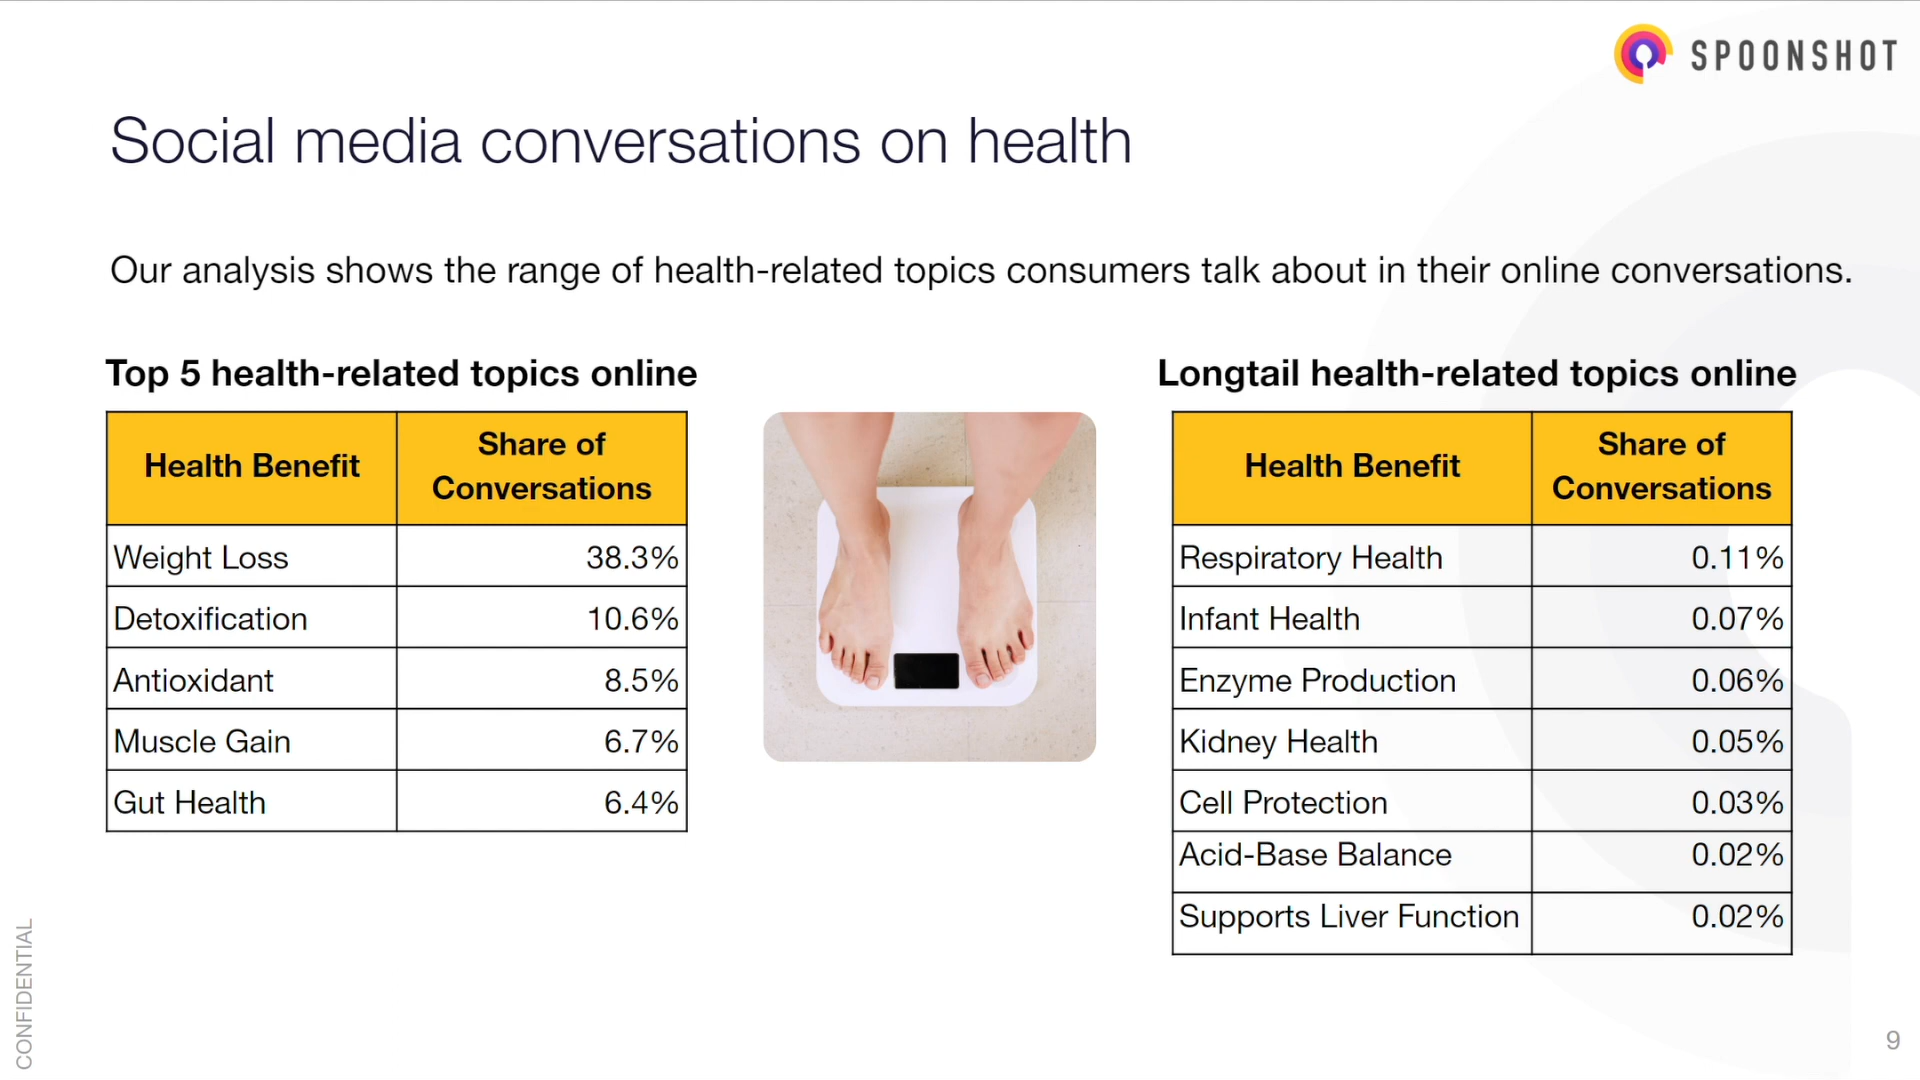 SPOONSHOT
Social media conversations on health
Our analysis shows the range of health-related topics consumers talk about in their online conversations.
Top 5 health-related topics online
Health Benefit
Share of
Conversations
Weight Loss 38.3%
Detoxification 10.6%
Antioxidant 8.5%
Muscle Gain 6.7%
Gut Health 6.4%
Longtail health-related topics online
Health Benefit
Share of
Conversations
Respiratory Health 0.11%
Infant Health 0.07%
Enzyme Production 0.06%
Kidney Health 0.05%
Cell Protection 0.03%
Acid-Base Balance 0.02%
Supports Liver Function 0.02%
CONFIDENTIAL
9